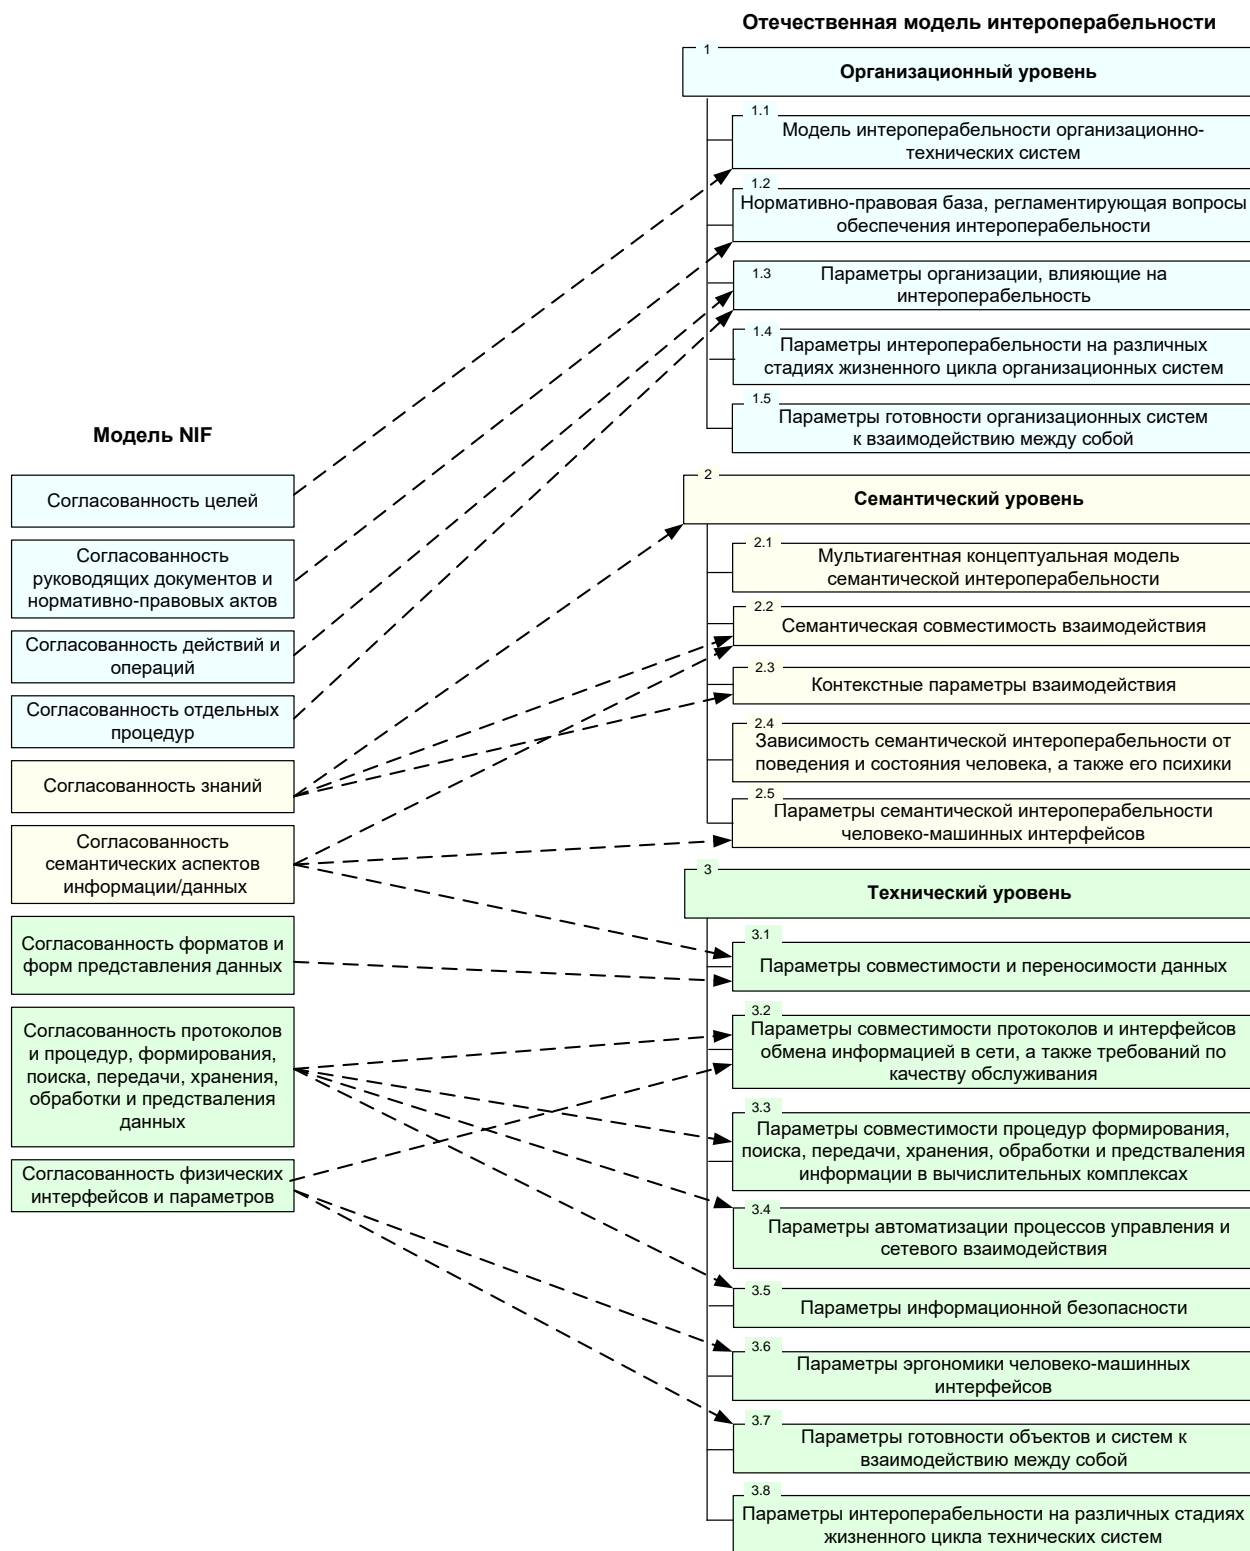 Отечественная модель интероперабельности
1
Организационный уровень
1.1
Модель интероперабельности организационно-
технических систем
1.2
Нормативно-правовая база, регламентирующая вопросы
обеспечения интероперабельности
1.3
Параметры организации, влияющие на
интероперабельность
1.4
Параметры интероперабельности на различных
стадиях жизненного цикла организационных систем
1.5
Параметры готовности организационных систем
к взаимодействию между собой
Модель NIF
Согласованность целей
Согласованность
руководящих документов и
нормативно-правовых актов
Согласованность действий и
операций
Согласованность отдельных
процедур
Согласованность знаний
Согласованность
семантических аспектов
информации/данных
Согласованность форматов и
форм представления данных
Согласованность протоколов
и процедур, формирования,
поиска, передачи, хранения,
обработки и предстваления
данных
Согласованность физических
интерфейсов и параметров
2
Семантический уровень
2.1
Мультиагентная концептуальная модель
семантической интероперабельности
2.2
Семантическая совместимость взаимодействия
2.3
Контекстные параметры взаимодействия
2.4
Зависимость семантической интероперабельности от
поведения и состояния человека, а также его психики
2.5
Параметры семантической интероперабельности
человеко-машинных интерфейсов
3
Технический уровень
3.1
Параметры совместимости и переносимости данных
3.2
Параметры совместимости протоколов и интерфейсов
обмена информацией в сети, а также требований по
качеству обслуживания
3.3
Параметры совместимости процедур формирования,
поиска, передачи, хранения, обработки и предстваления
информации в вычислительных комплексах
3.4
Параметры автоматизации процессов управления и
сетевого взаимодействия
3.5
Параметры информационной безопасности
3.6
Параметры эргономики человеко-машинных
интерфейсов
3.7
Параметры готовности объектов и систем к
взаимодействию между собой
3.8
Параметры интероперабельности на различных стадиях
жизненного цикла технических систем